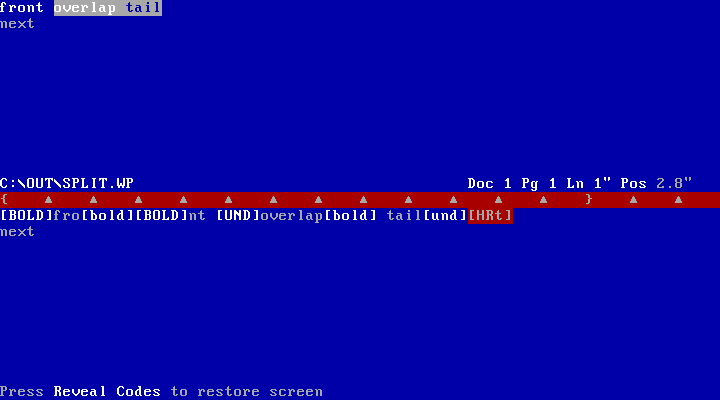 front overlap tail
next
C:\OUT\SPLIT.WP Doc 1 Pg 1 Ln 1" Pos 2.8"
{ ▲ ▲ ▲ ▲ ▲ ▲ ▲ ▲ ▲ ▲ ▲ ▲ } ▲ ▲
[BOLD]fro[bold][BOLD]nt [UND]overlap[bold] tail[und][HRt]
next
Press Reveal Codes to restore screen